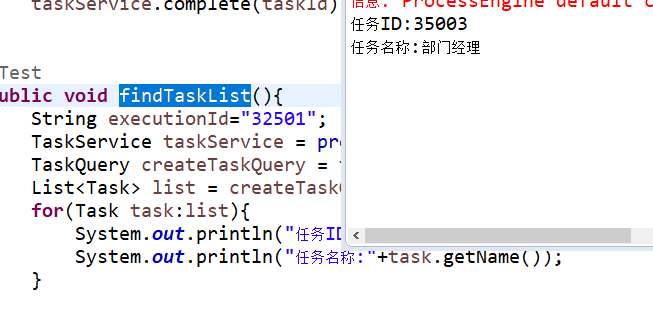 taskService.complete(taskId)
信息: ProcessEngine default c
任务ID:35003
任务名称:部门经理
Test
ublic void findTaskList(){
String executionId="32501";
TaskService taskService = pro
TaskQuery createTaskQuery =
List<Task> list = createTask
for(Task task:list){
System.out.println("任务ID
System.out.println("任务名称:"+task.getName());
}